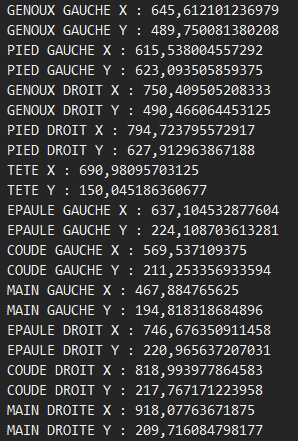 GENOUX GAUCHE X : 645,612101236979
GENOUX GAUCHE Y : 489,750081380208
PIED GAUCHE X : 615,538004557292
PIED GAUCHE Y : 623,093505859375
GENOUX DROIT X : 750,409505208333
GENOUX DROIT Y : 490,466064453125
PIED DROIT X : 794,723795572917
PIED DROIT Y : 627,912963867188
TETE X : 690,98095703125
TETE Y : 150,045186360677
EPAULE GAUCHE X : 637,104532877604
EPAULE GAUCHE Y : 224,108703613281
COUDE GAUCHE X : 569,537109375
COUDE GAUCHE Y : 211,253356933594
MAIN GAUCHE X : 467,884765625
MAIN GAUCHE Y : 194,818318684896
EPAULE DROIT X : 746,676350911458
EPAULE DROIT Y : 220,965637207031
COUDE DROIT X : 818,993977864583
COUDE DROIT Y : 217,767171223958
MAIN DROITE X : 918,07763671875
MAIN DROITE Y : 209,716084798177